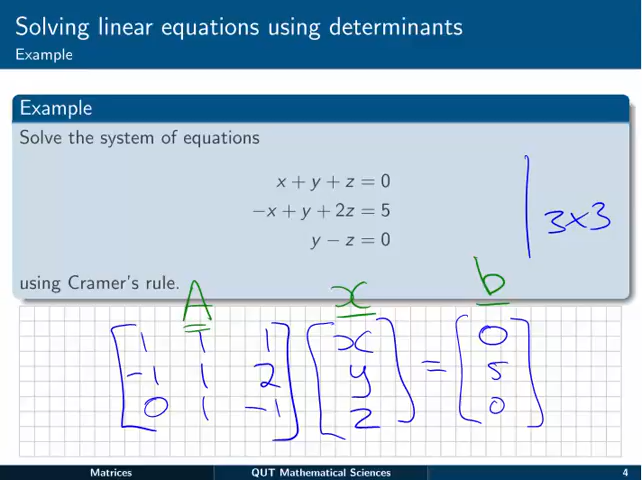 Solving linear equations using determinants
Example
Example
Solve the system of equations
x + y + z = 0
−x + y + 2z = 5
y − z = 0
3×3
using Cramer's rule.
A x b
1 1 1 x 0
-1 1 2 y = 5
0 1 -1 z 0
Matrices QUT Mathematical Sciences 4